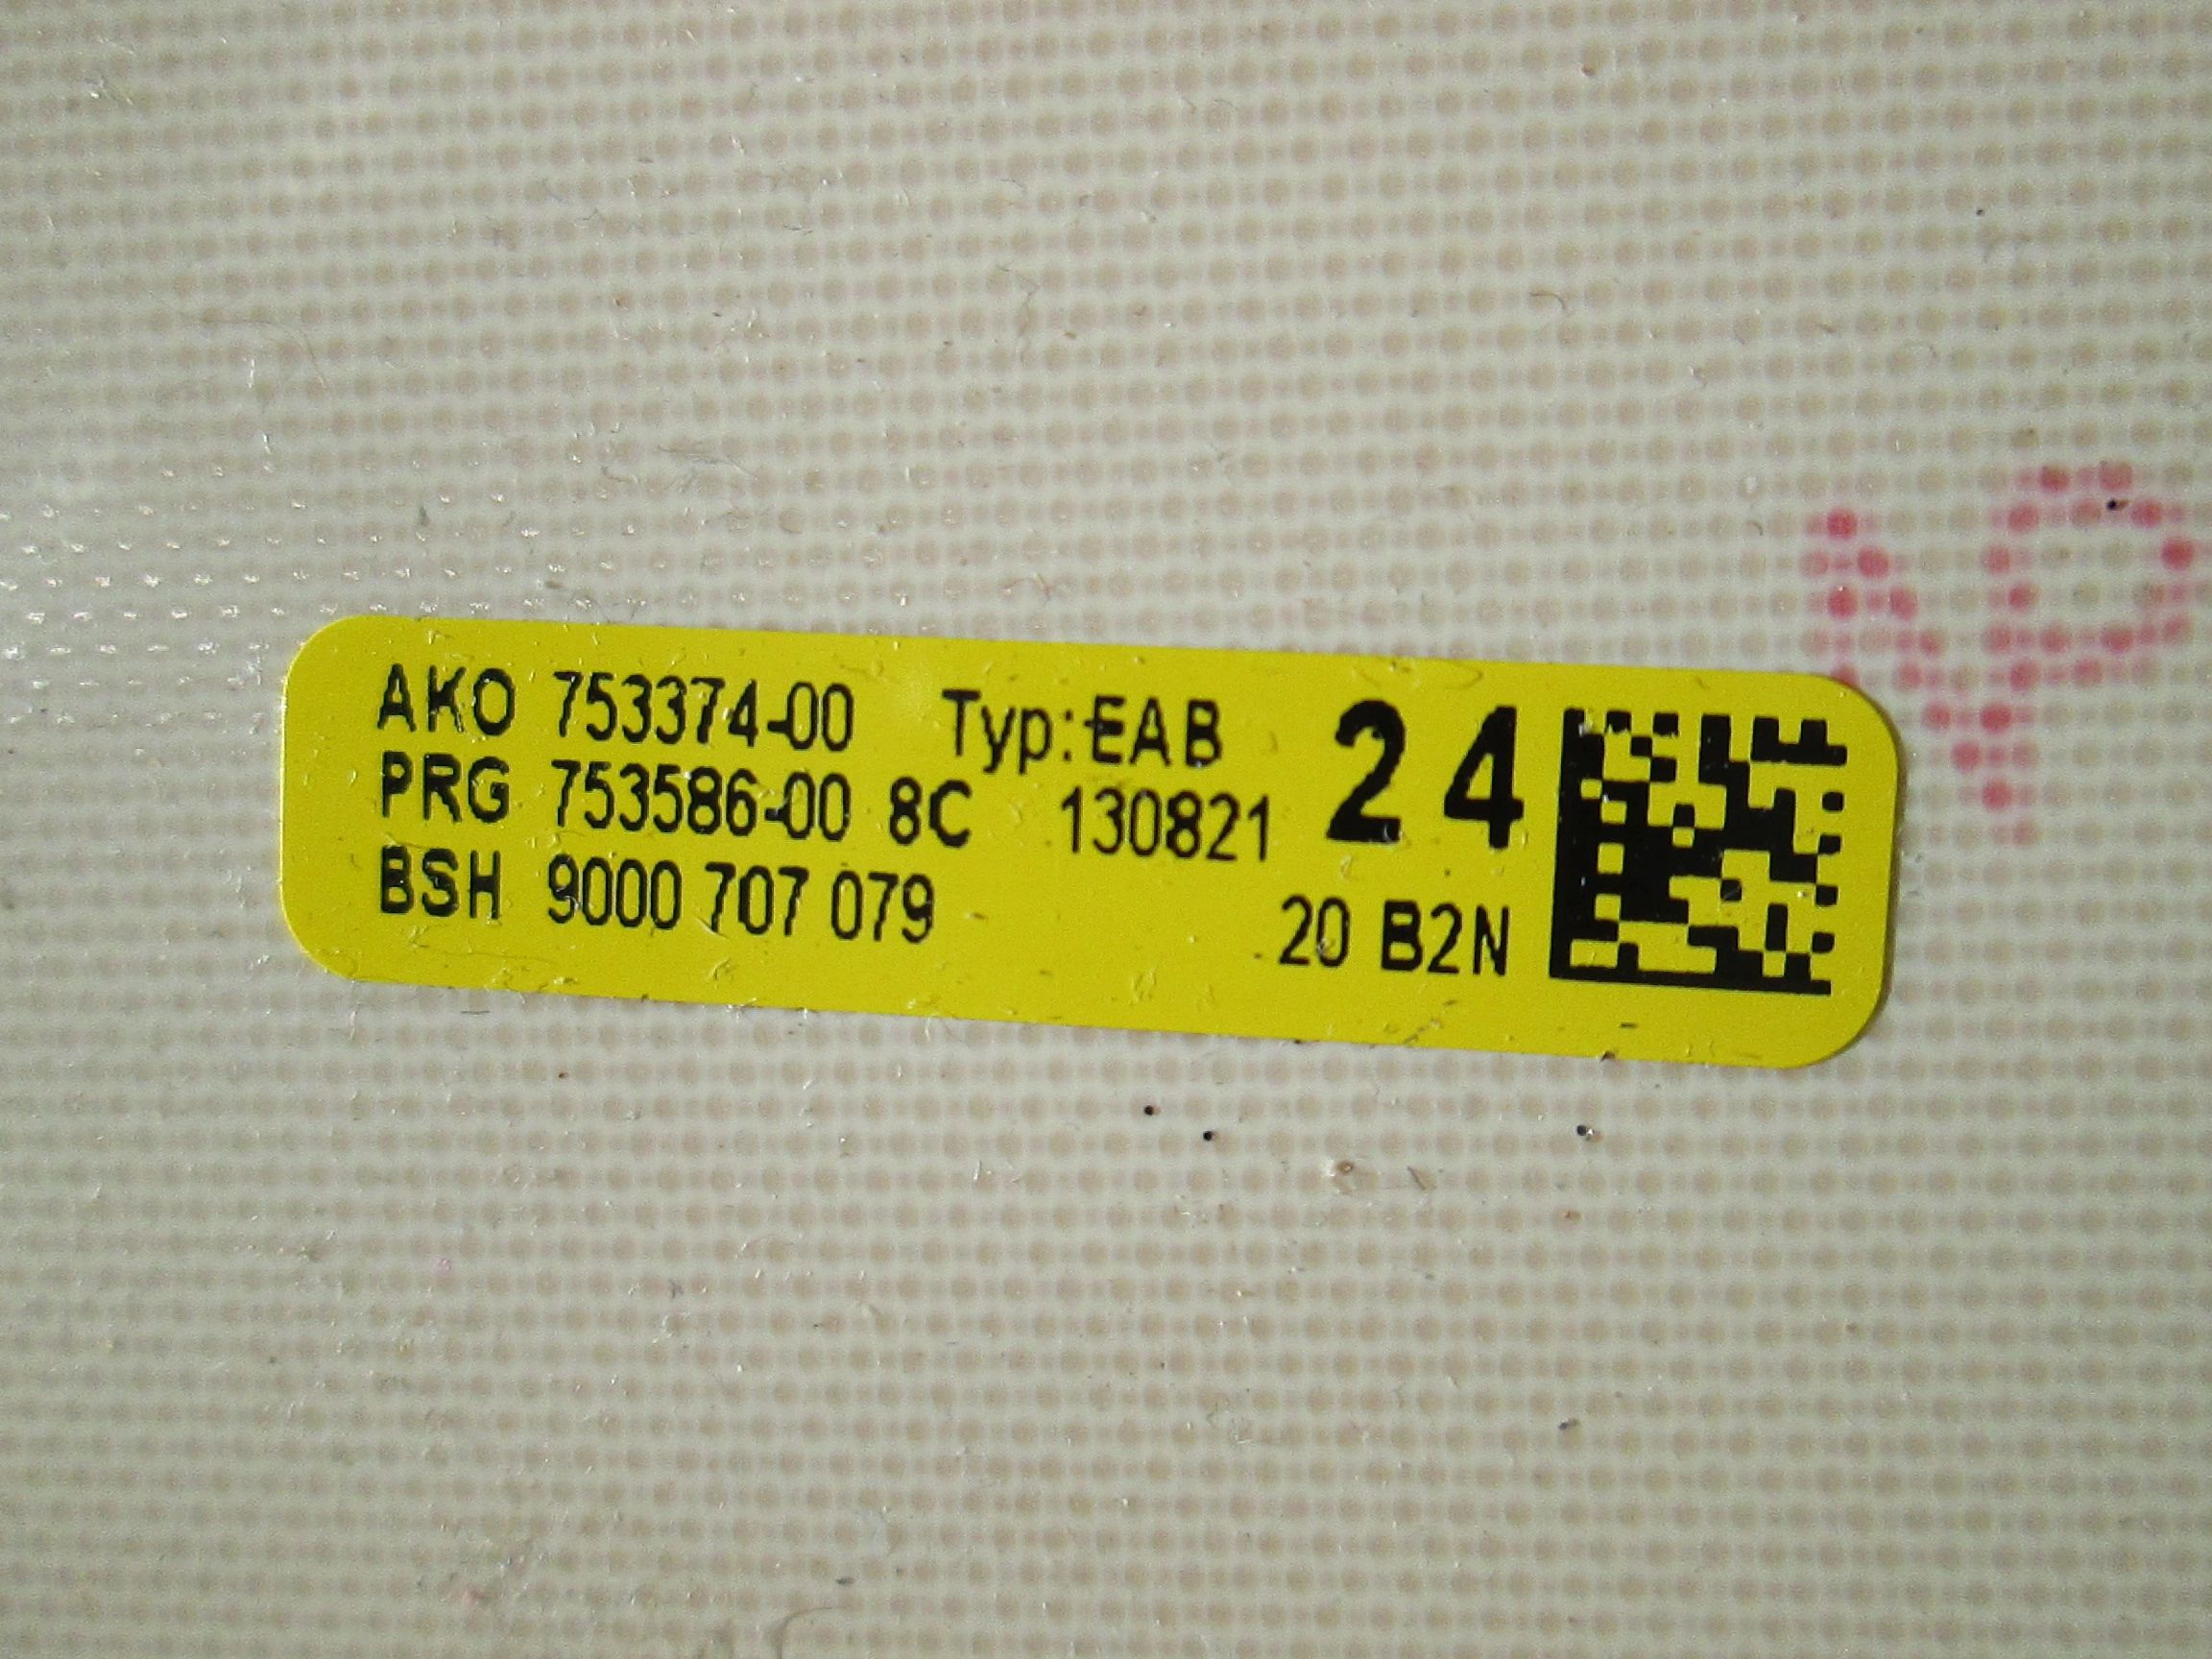 AKO 753374-00 Typ:EAB 24
PRG 753586-00 8C 130821
BSH 9000 707 079 20 B2N